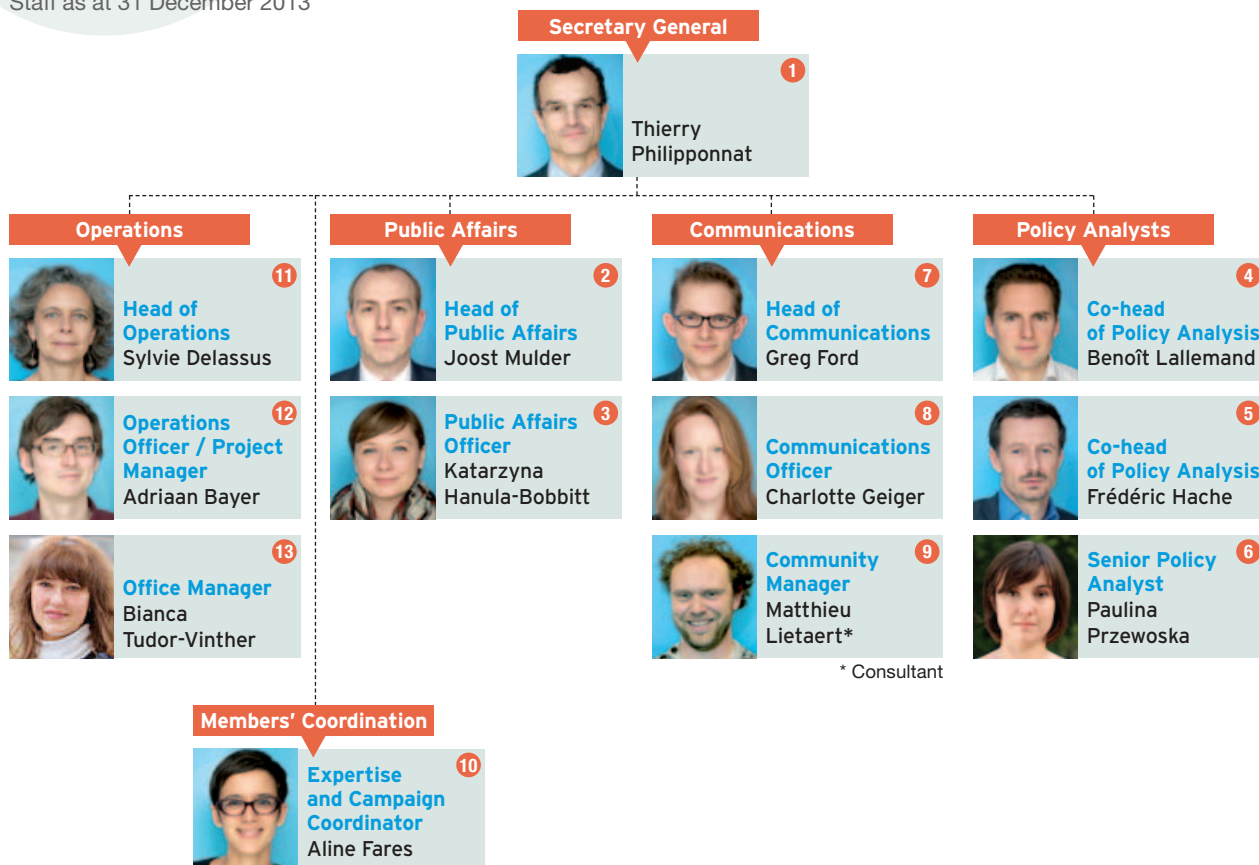 Staff as at 31 December 2013
Secretary General
1
Thierry
Philipponnat
Operations
11
Head of
Operations
Sylvie Delassus
12
Operations
Officer / Project
Manager
Adriaan Bayer
13
Office Manager
Bianca
Tudor-Vinther
Public Affairs
2
Head of
Public Affairs
Joost Mulder
3
Public Affairs
Officer
Katarzyna
Hanula-Bobbitt
Communications
7
Head of
Communications
Greg Ford
8
Communications
Officer
Charlotte Geiger
9
Community
Manager
Matthieu
Lietaert*
* Consultant
Policy Analysts
4
Co-head
of Policy Analysis
Benoît Lallemand
5
Co-head
of Policy Analysis
Frédéric Hache
6
Senior Policy
Analyst
Paulina
Przewoska
Members’ Coordination
10
Expertise
and Campaign
Coordinator
Aline Fares